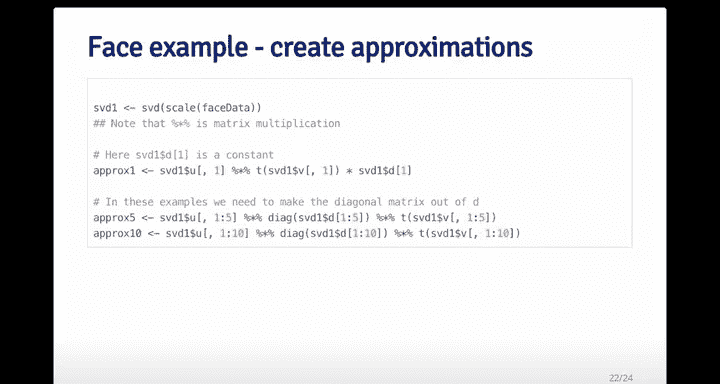 Face example - create approximations
svd1 <- svd(scale(faceData))
## Note that %*% is matrix multiplication
# Here svd1$d[1] is a constant
approx1 <- svd1$u[, 1] %*% t(svd1$v[, 1]) * svd1$d[1]
# In these examples we need to make the diagonal matrix out of d
approx5 <- svd1$u[, 1:5] %*% diag(svd1$d[1:5]) %*% t(svd1$v[, 1:5])
approx10 <- svd1$u[, 1:10] %*% diag(svd1$d[1:10]) %*% t(svd1$v[, 1:10])
22/24